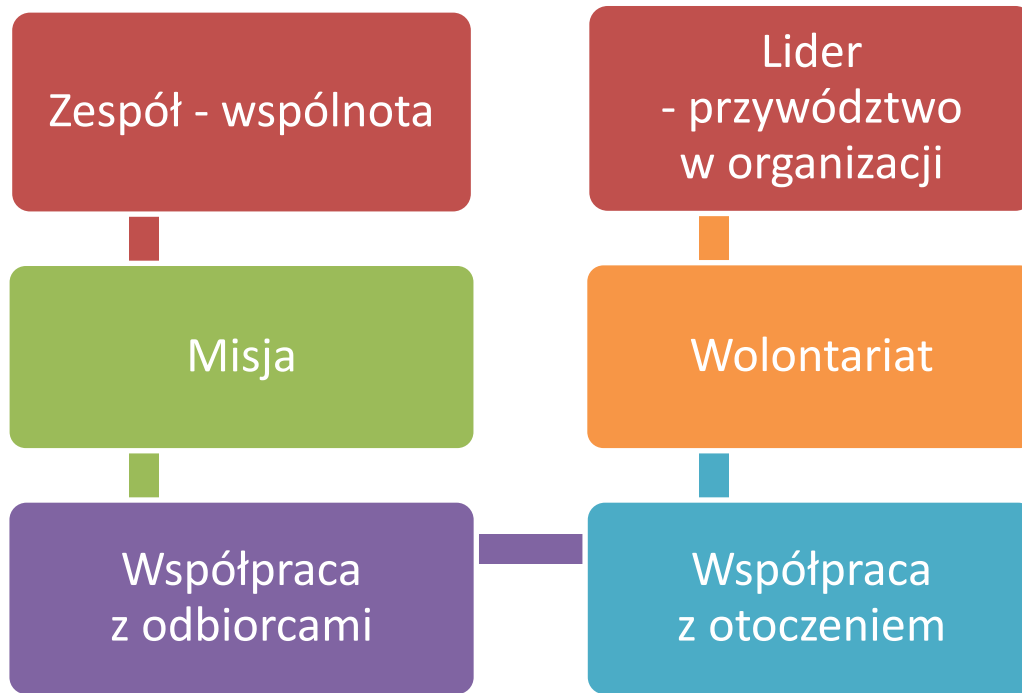 Zespół - wspólnota
Misja
Współpraca
z odbiorcami
Współpraca
z otoczeniem
Wolontariat
Lider
- przywództwo
w organizacji